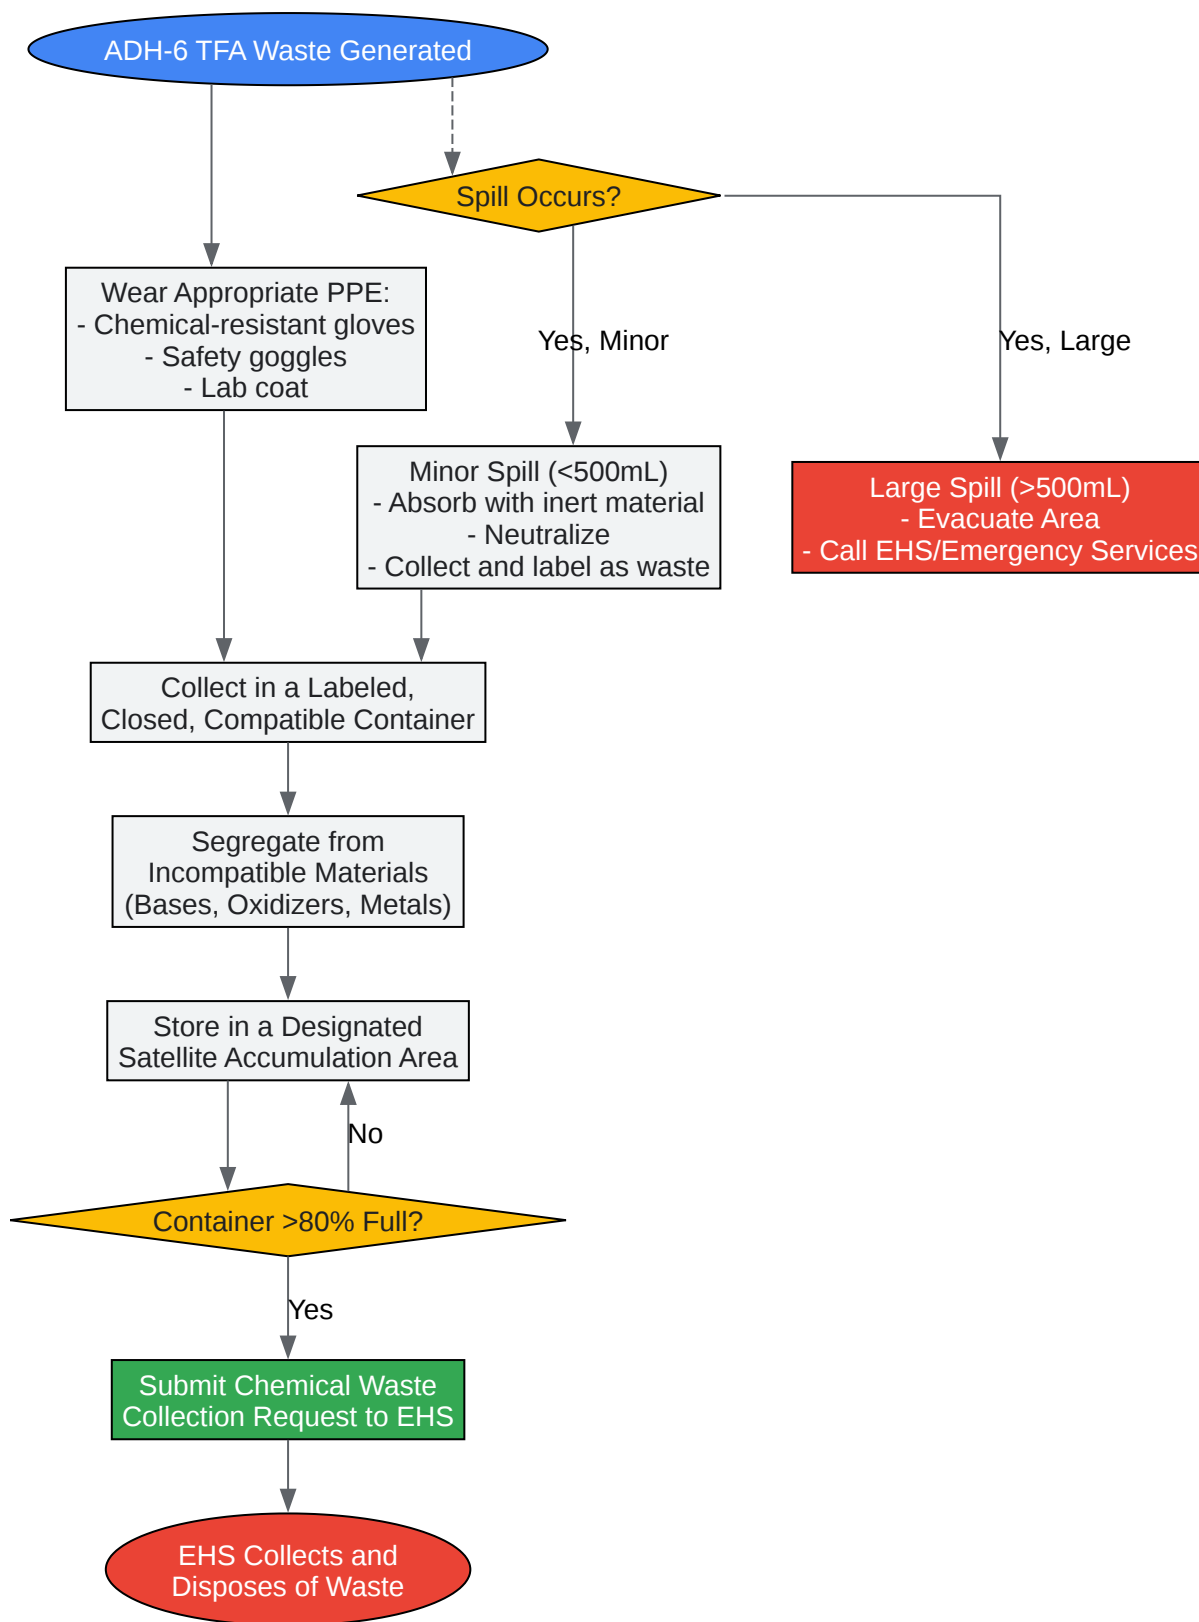 ADH-6 TFA Waste Generated
Spill Occurs?
Wear Appropriate PPE:
- Chemical-resistant gloves
- Safety goggles
- Lab coat
Yes, Minor
Yes, Large
Minor Spill (<500mL)
- Absorb with inert material
- Neutralize
- Collect and label as waste
Large Spill (>500mL)
- Evacuate Area
- Call EHS/Emergency Services
Collect in a Labeled,
Closed, Compatible Container
Segregate from
Incompatible Materials
(Bases, Oxidizers, Metals)
Store in a Designated
Satellite Accumulation Area
No
Container >80% Full?
Yes
Submit Chemical Waste
Collection Request to EHS
EHS Collects and
Disposes of Waste